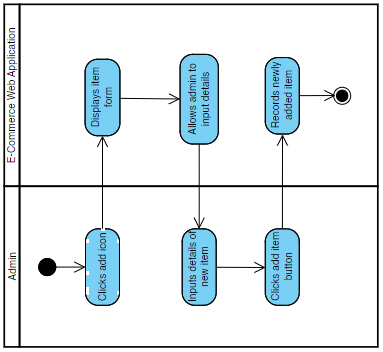 E-Commerce Web Application
Displays item
form
Allows admin to
input details
Records newly
added item
Admin
Clicks add icon
Inputs details of
new item
Clicks add item
button